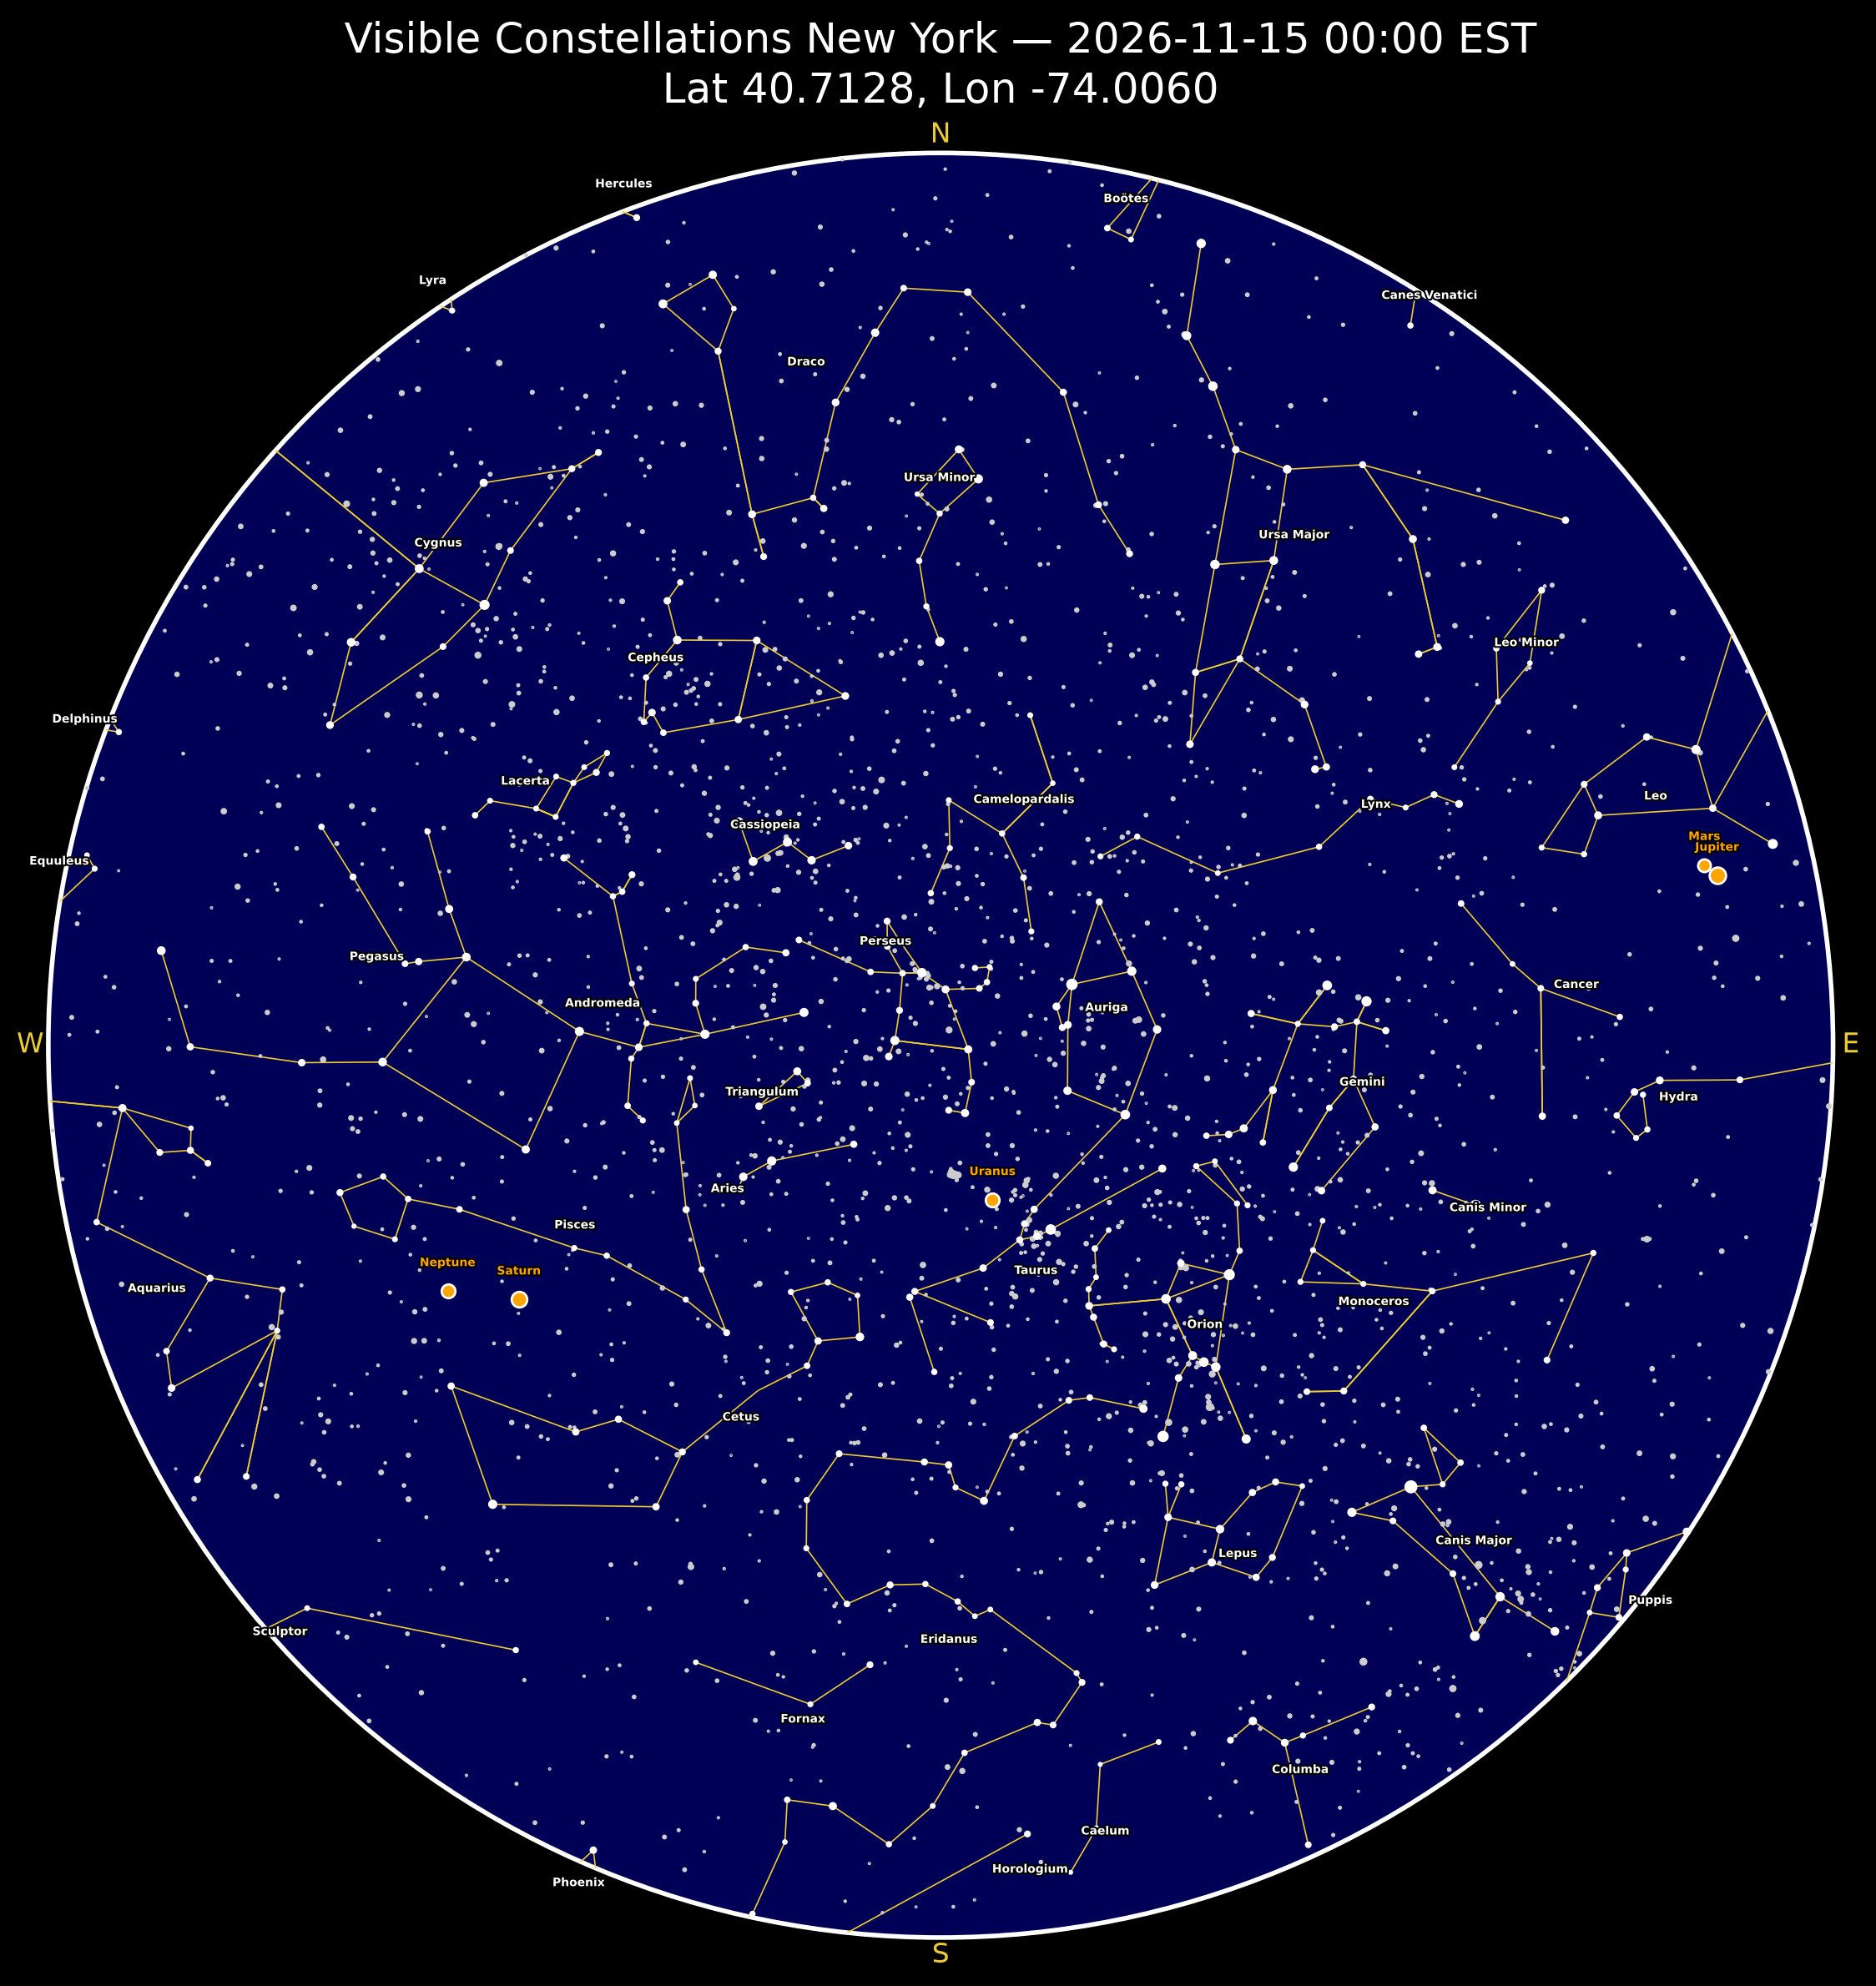 Visible Constellations New York — 2026-11-15 00:00 EST
Lat 40.7128, Lon -74.0060
N
Hercules
Boötes
Lyra
Canes Venatici
Draco
Ursa Minor
Ursa Major
Cygnus
Leo Minor
Cepheus
Delphinus
Lacerta
Camelopardalis
Leo
Lynx
Cassiopeia
Mars
Jupiter
Equuleus
Perseus
Pegasus
Cancer
Andromeda
Auriga
W
E
Gemini
Triangulum
Hydra
Uranus
Aries
Canis Minor
Pisces
Neptune
Saturn
Taurus
Aquarius
Monoceros
Orion
Cetus
Canis Major
Lepus
Puppis
Sculptor
Eridanus
Fornax
Columba
Caelum
Horologium
Phoenix
S